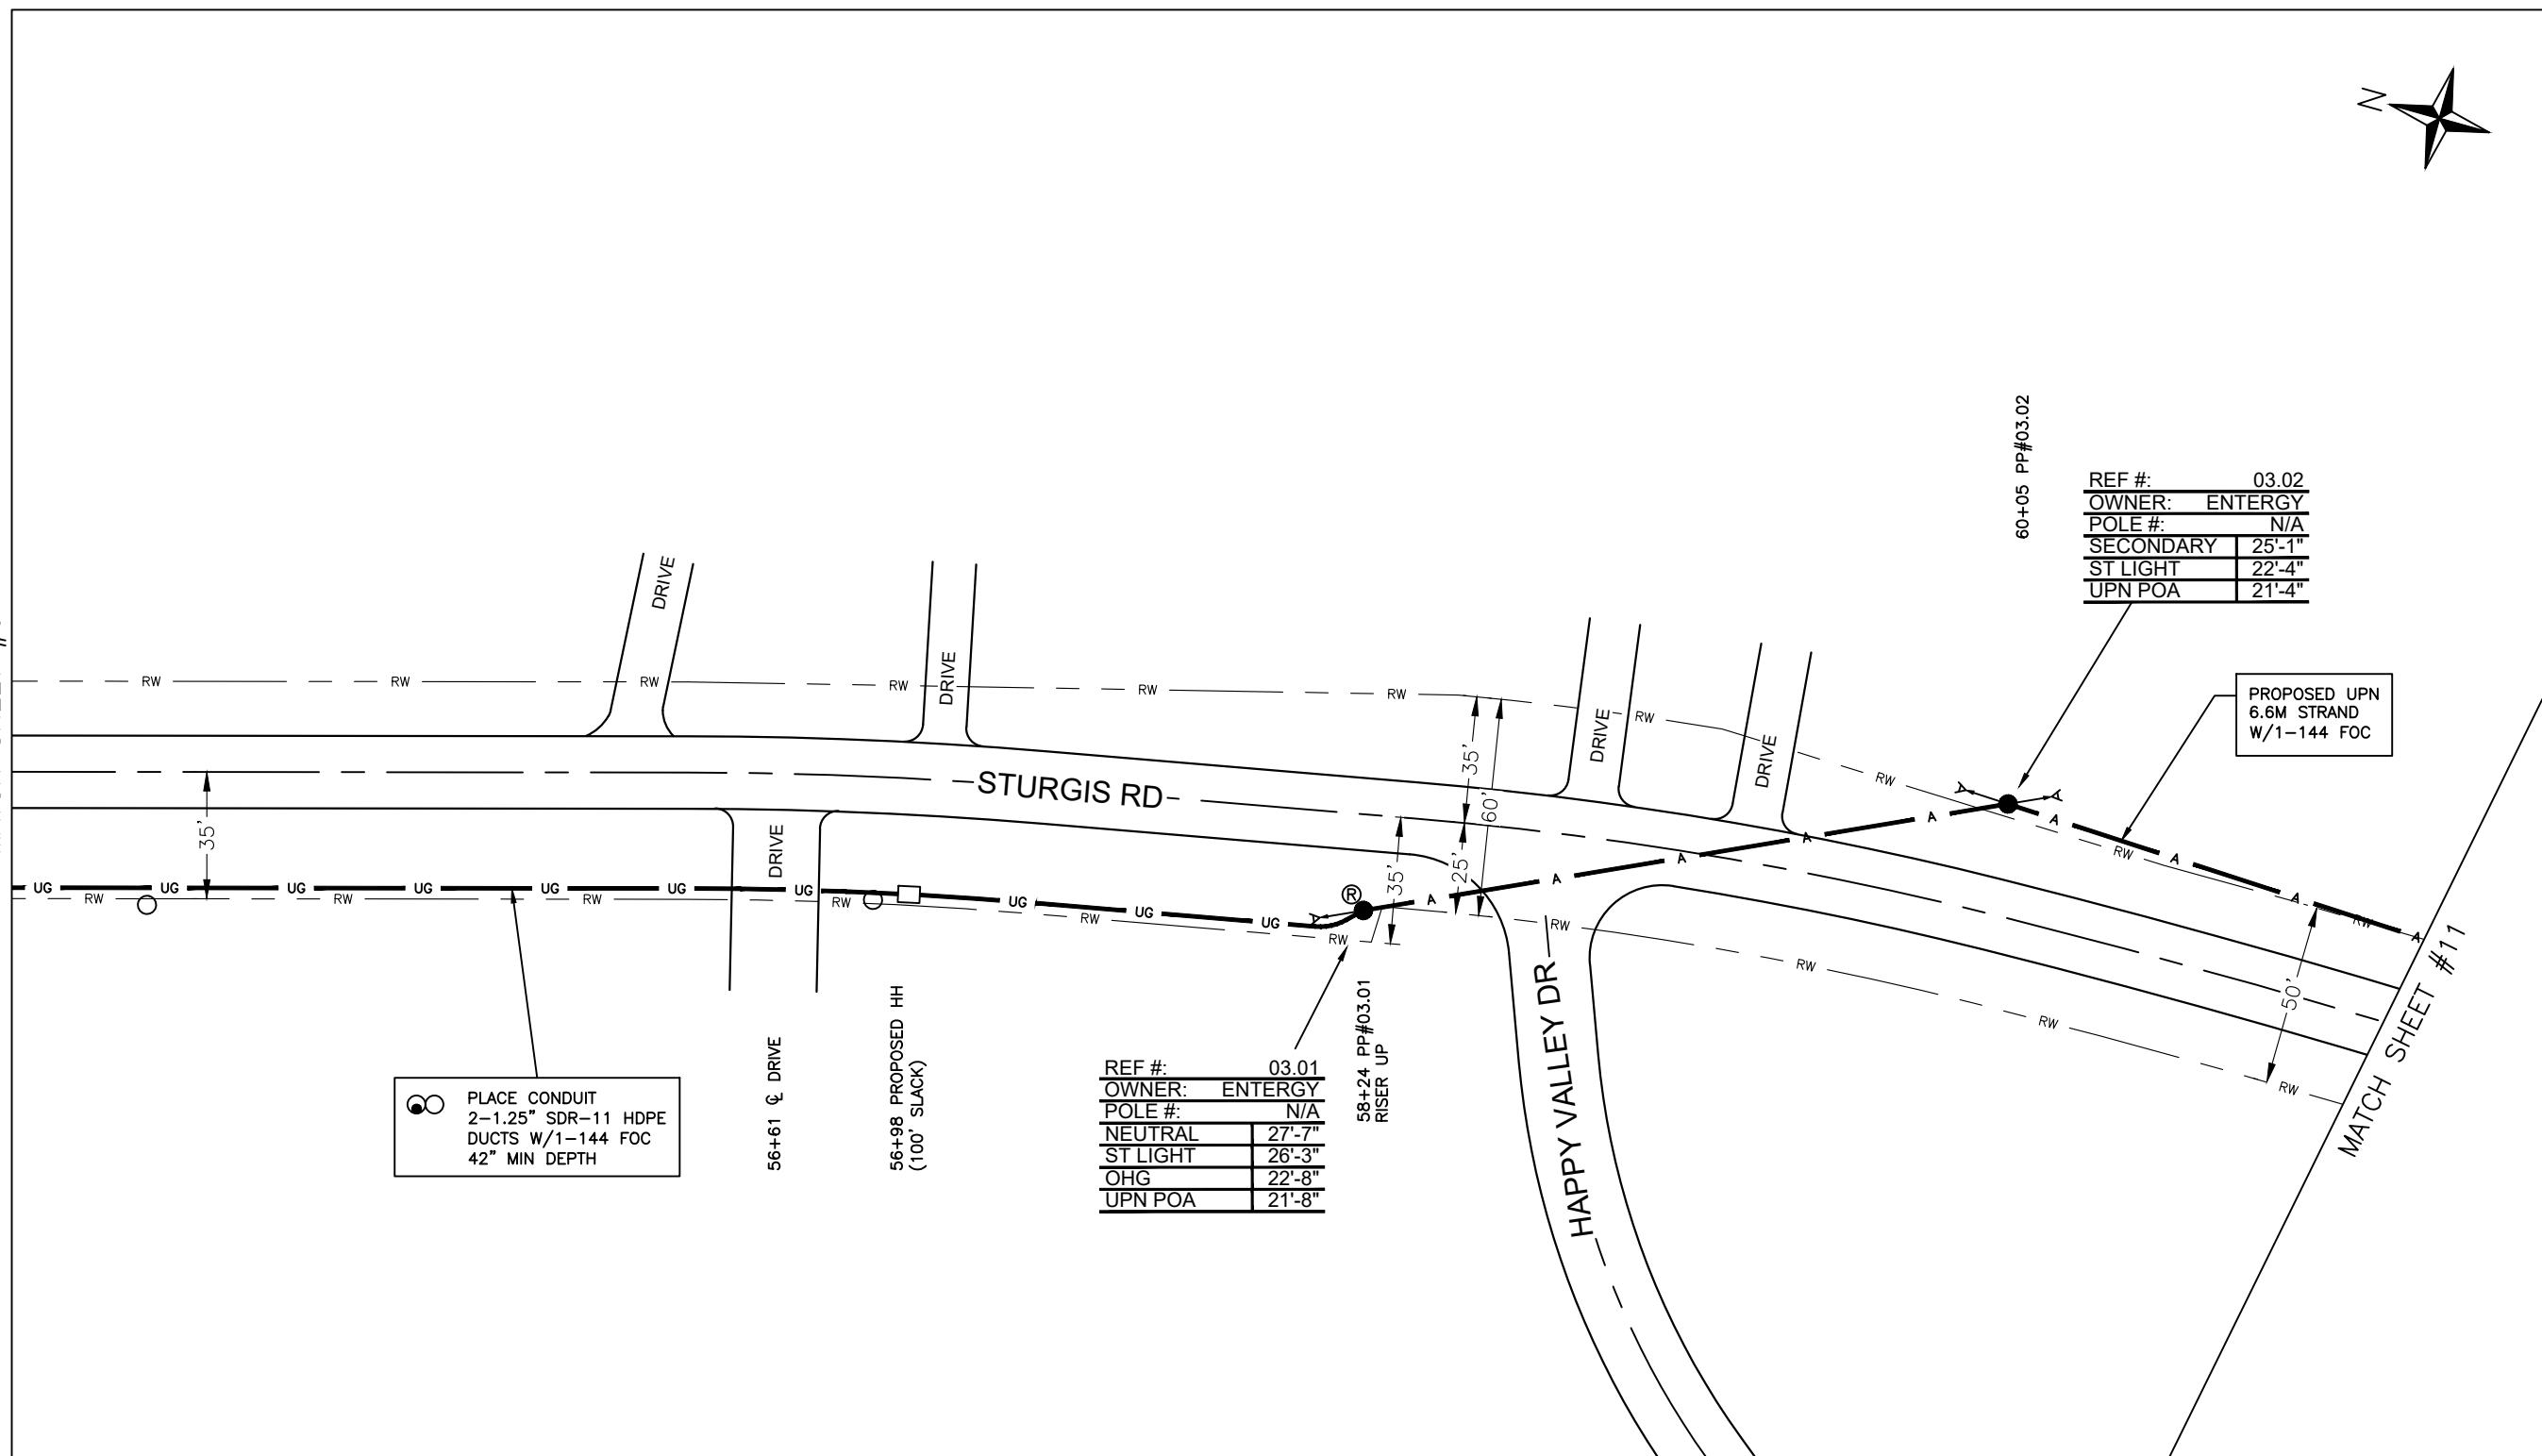 N
60+05 PP#03.02
REF #: 03.02
OWNER: ENTERGY
POLE #: N/A
SECONDARY 25'-1"
ST LIGHT 22'-4"
UPN POA 21'-4"
PROPOSED UPN
6.6M STRAND
W/1-144 FOC
DRIVE
DRIVE
DRIVE
DRIVE
RW RW RW RW RW RW RW RW
STURGIS RD
35'
60'
35'
25'
35'
A A A A A A A A A
A A A
UG UG UG UG UG UG UG UG UG UG
RW RW RW RW RW RW
DRIVE
R
RW RW RW RW
RW RW
50'
MATCH SHEET #11
HAPPY VALLEY DR
PLACE CONDUIT
2-1.25" SDR-11 HDPE
DUCTS W/1-144 FOC
42" MIN DEPTH
56+61 ℄ DRIVE
56+98 PROPOSED HH
(100' SLACK)
REF #: 03.01
OWNER: ENTERGY
POLE #: N/A
NEUTRAL 27'-7"
ST LIGHT 26'-3"
OHG 22'-8"
UPN POA 21'-8"
58+24 PP#03.01
RISER UP